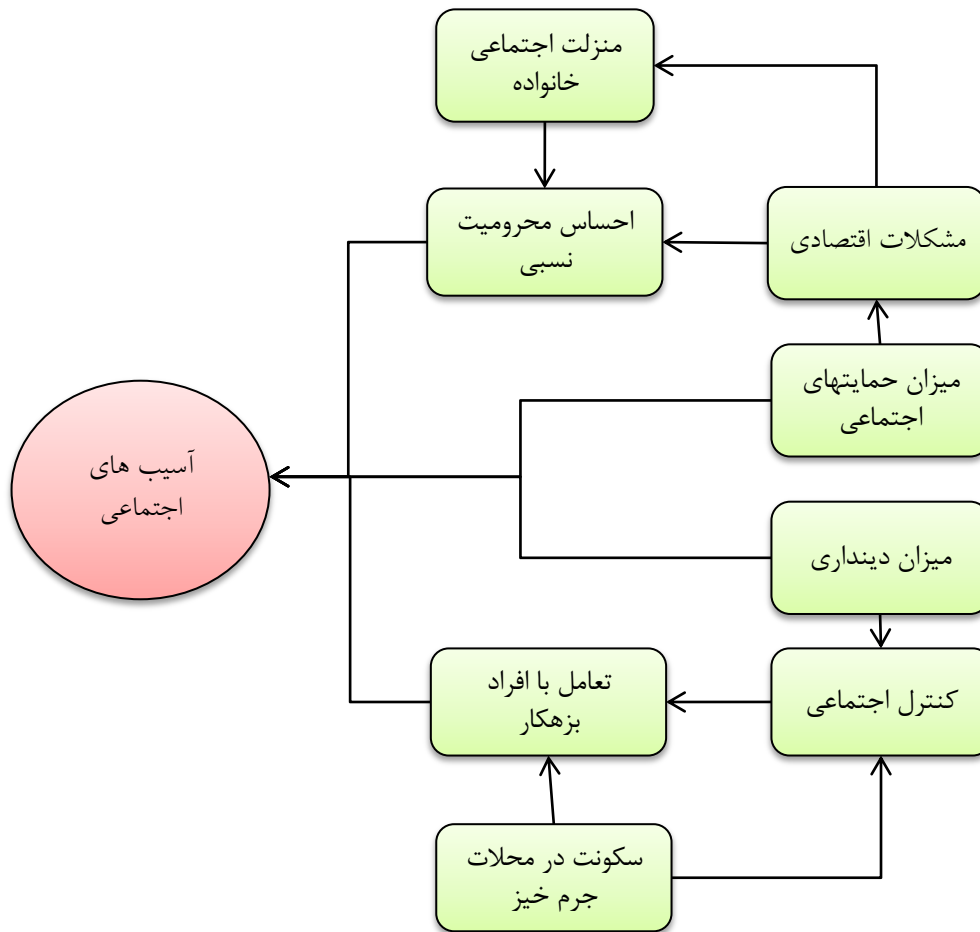 منزلت اجتماعی
خانواده
احساس محرومیت
نسبی
مشکلات اقتصادی
میزان حمایتهای
اجتماعی
آسیب های
اجتماعی
میزان دینداری
کنترل اجتماعی
تعامل با افراد
بزهکار
سکونت در محلات
جرم خیز